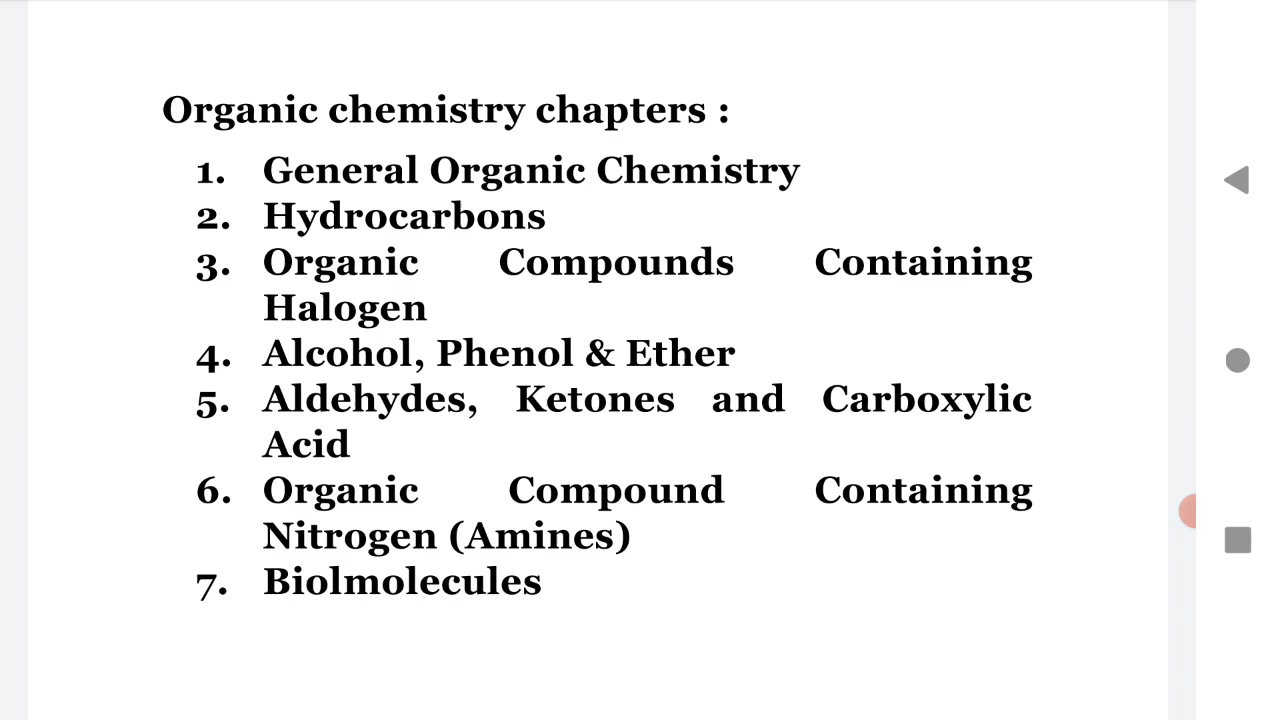 Organic chemistry chapters :
1. General Organic Chemistry
2. Hydrocarbons
3. Organic Compounds Containing
Halogen
4. Alcohol, Phenol & Ether
5. Aldehydes, Ketones and Carboxylic
Acid
6. Organic Compound Containing
Nitrogen (Amines)
7. Biolmolecules